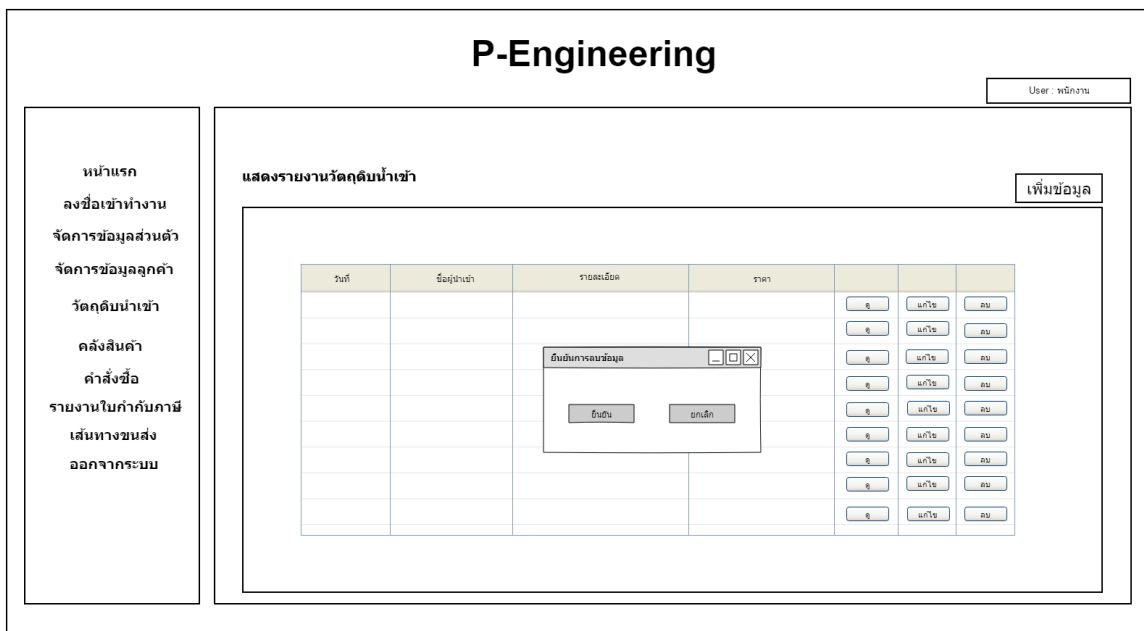 P-Engineering
User : พนักงาน
หน้าแรก
ลงชื่อเข้าทำงาน
จัดการข้อมูลส่วนตัว
จัดการข้อมูลลูกค้า
วัตถุดิบนำเข้า
คลังสินค้า
คำสั่งซื้อ
รายงานใบกำกับภาษี
เส้นทางขนส่ง
ออกจากระบบ
แสดงรายงานวัตถุดิบน้ำเข้า
เพิ่มข้อมูล
วันที่ ชื่อผู้นำเข้า รายละเอียด ราคา
ดู แก้ไข ลบ
ดู แก้ไข ลบ
ดู แก้ไข ลบ
ดู แก้ไข ลบ
ดู แก้ไข ลบ
ดู แก้ไข ลบ
ดู แก้ไข ลบ
ดู แก้ไข ลบ
ดู แก้ไข ลบ
ยืนยันการลบข้อมูล
ยืนยัน ยกเลิก